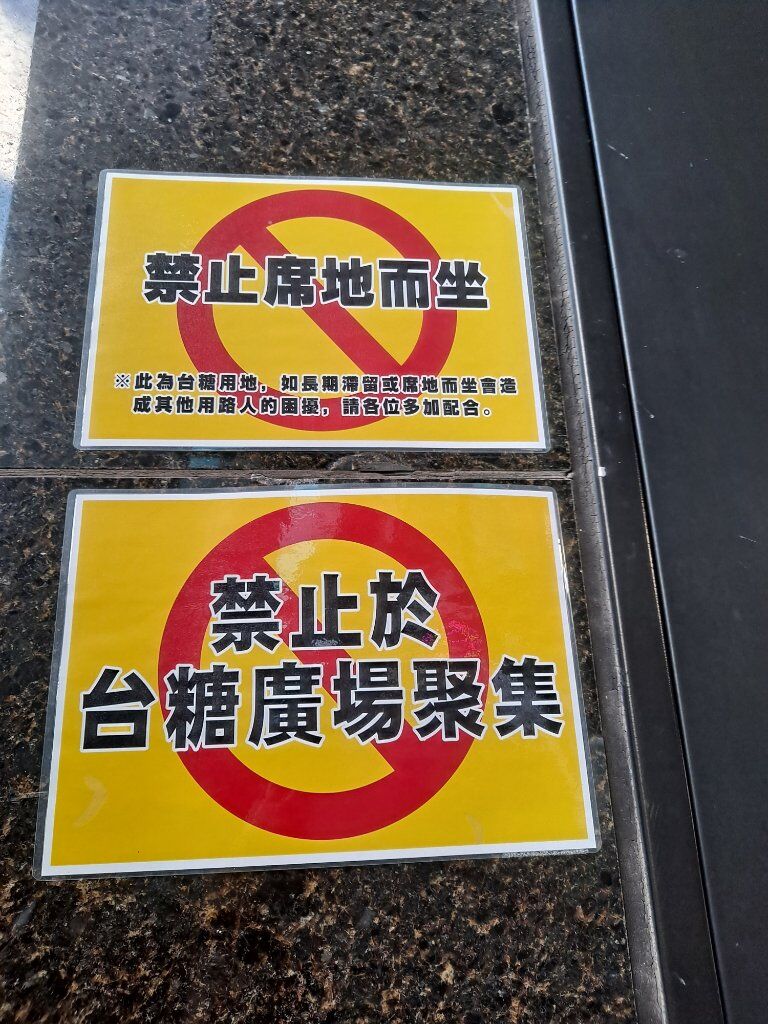 禁止席地而坐
※此為台糖用地，如長期滯留或席地而坐會造
成其他用路人的困擾，請各位多加配合。
禁止於
台糖廣場聚集